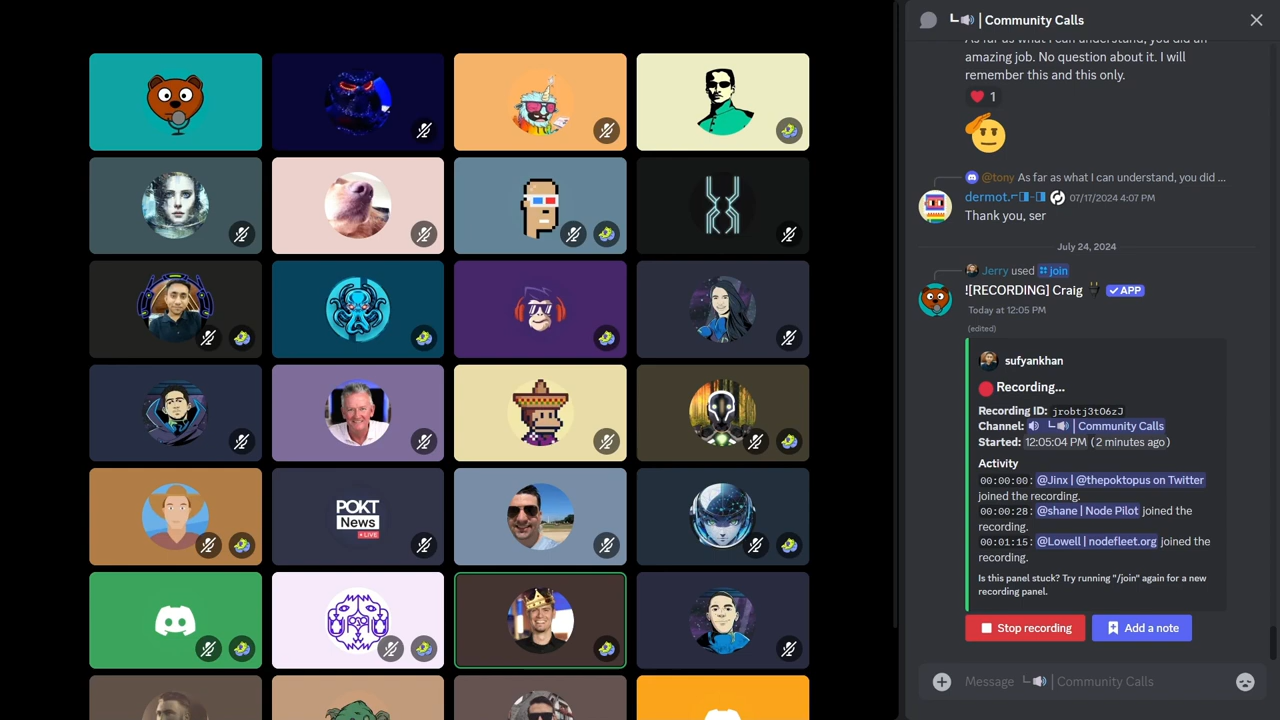 POKT
News
LIVE
┗🔊 | Community Calls
As far as what I can understand, you did an
amazing job. No question about it. I will
remember this and this only.
1
@tony As far as what I can understand, you did ...
dermot. 07/17/2024 4:07 PM
Thank you, ser
July 24, 2024
Jerry used join
![RECORDING] Craig APP
Today at 12:05 PM
(edited)
sufyankhan
Recording...
Recording ID: jrobtj3tO6zJ
Channel: ┗🔊 | Community Calls
Started: 12:05:04 PM (2 minutes ago)
Activity
00:00:00: @Jinx | @thepoktopus on Twitter
joined the recording.
00:00:28: @shane | Node Pilot joined the
recording.
00:01:15: @Lowell | nodefleet.org joined the
recording.
Is this panel stuck? Try running "/join" again for a new
recording panel.
Stop recording
Add a note
Message ┗🔊 | Community Calls